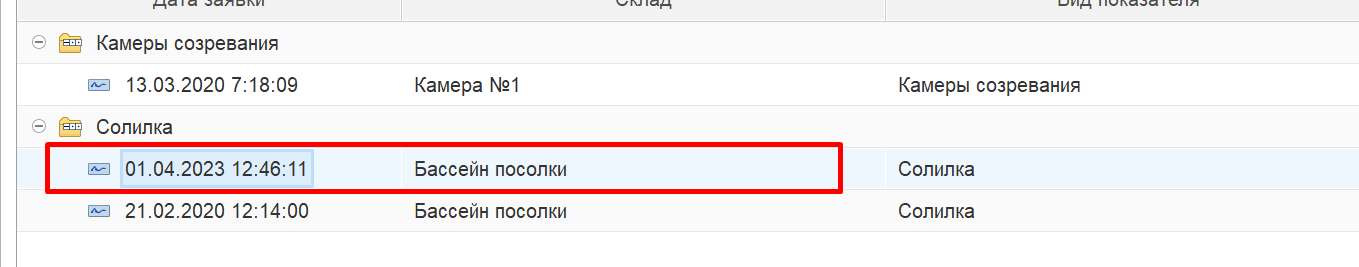 Дата заявки Склад Вид показателя
Камеры созревания
13.03.2020 7:18:09 Камера №1 Камеры созревания
Солилка
01.04.2023 12:46:11 Бассейн посолки Солилка
21.02.2020 12:14:00 Бассейн посолки Солилка